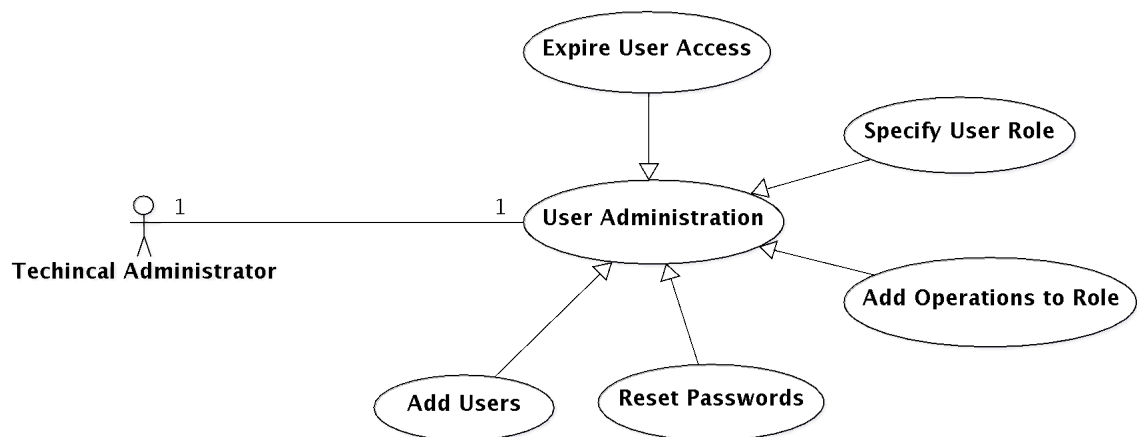 Expire User Access
Specify User Role
1
1
User Administration
Techincal Administrator
Add Operations to Role
Add Users
Reset Passwords